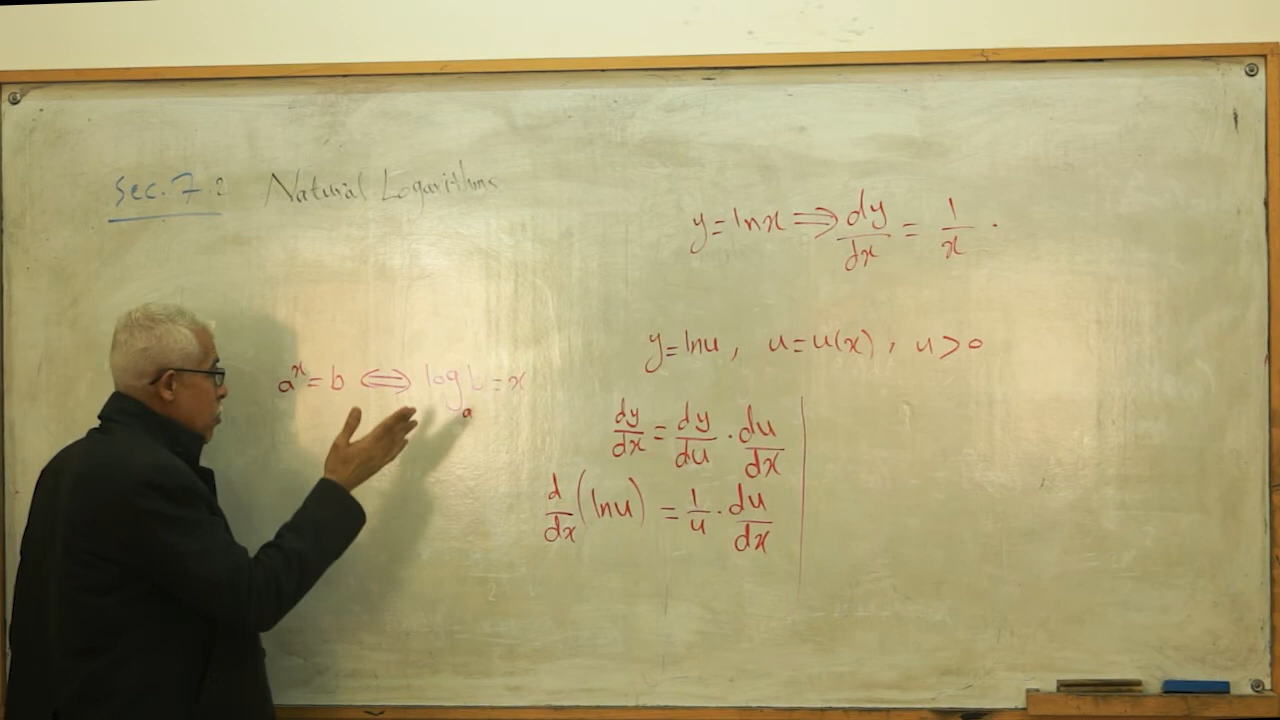 Sec. 7.2 Natural Logarithms
y = ln x ⟹ dy/dx = 1/x .
y = ln u , u = u(x) , u > 0
a^x = b ⟺ log_a b = x
dy/dx = dy/du · du/dx
d/dx (ln u) = 1/u · du/dx